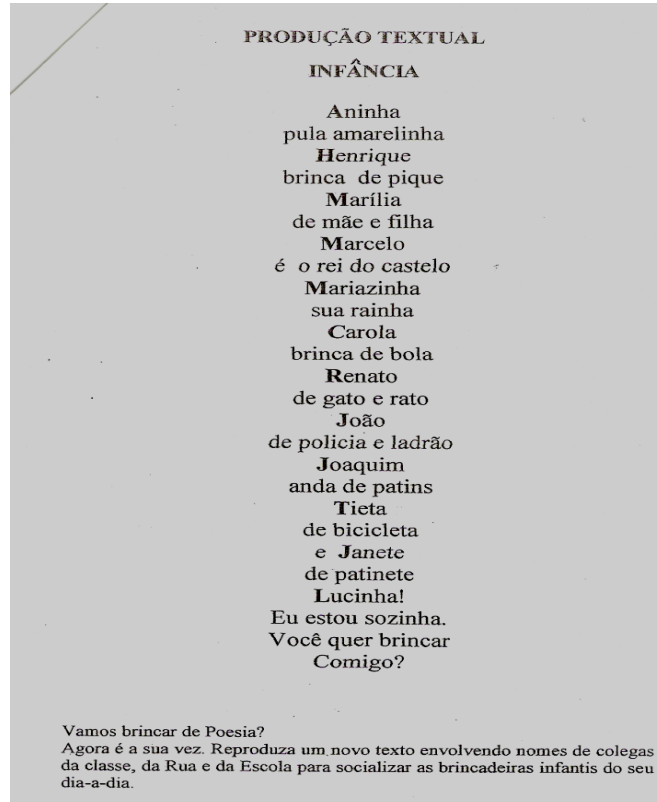 PRODUÇÃO TEXTUAL
INFÂNCIA
Aninha
pula amarelinha
Henrique
brinca de pique
Marília
de mãe e filha
Marcelo
é o rei do castelo
Mariazinha
sua rainha
Carola
brinca de bola
Renato
de gato e rato
João
de policia e ladrão
Joaquim
anda de patins
Tieta
de bicicleta
e Janete
de patinete
Lucinha!
Eu estou sozinha.
Você quer brincar
Comigo?
Vamos brincar de Poesia?
Agora é a sua vez. Reproduza um novo texto envolvendo nomes de colegas
da classe, da Rua e da Escola para socializar as brincadeiras infantis do seu
dia-a-dia.